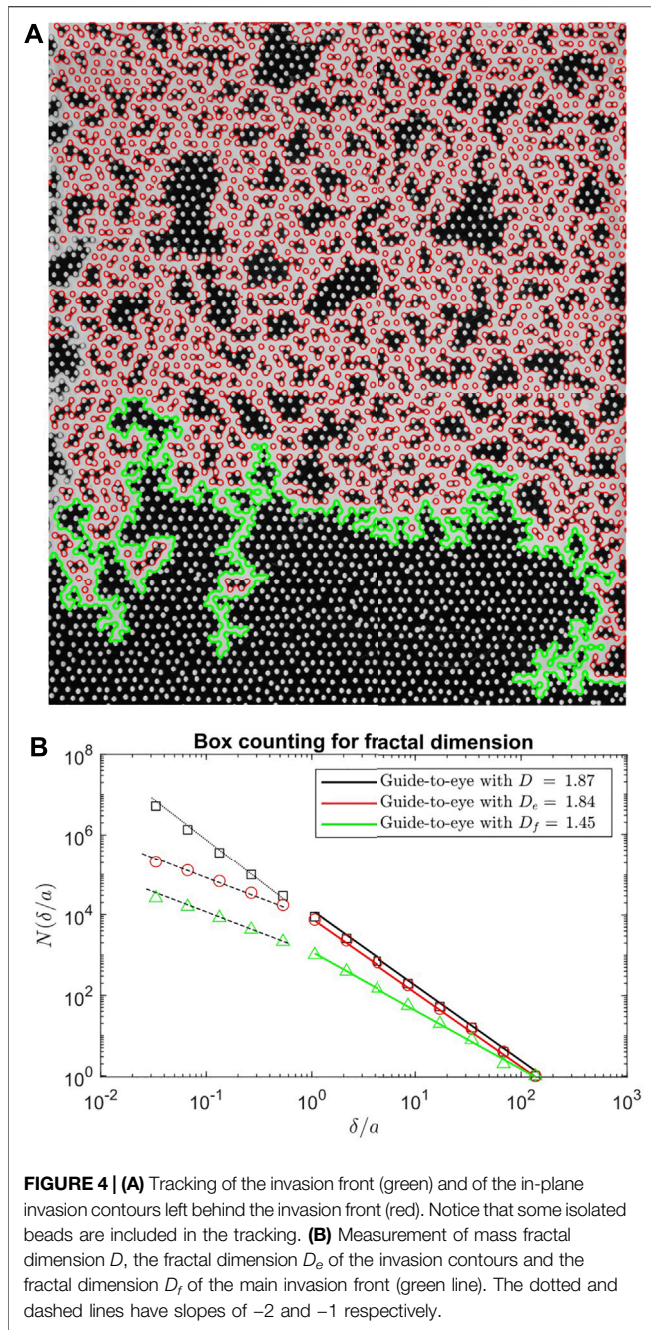 A
B
Box counting for fractal dimension
10^8
10^6
10^4
10^2
10^0
N(δ/a)
Guide-to-eye with D = 1.87
Guide-to-eye with D_e = 1.84
Guide-to-eye with D_f = 1.45
10^-2
10^-1
10^0
10^1
10^2
10^3
δ/a
FIGURE 4 | (A) Tracking of the invasion front (green) and of the in-plane
invasion contours left behind the invasion front (red). Notice that some isolated
beads are included in the tracking. (B) Measurement of mass fractal
dimension D, the fractal dimension D_e of the invasion contours and the
fractal dimension D_f of the main invasion front (green line). The dotted and
dashed lines have slopes of −2 and −1 respectively.